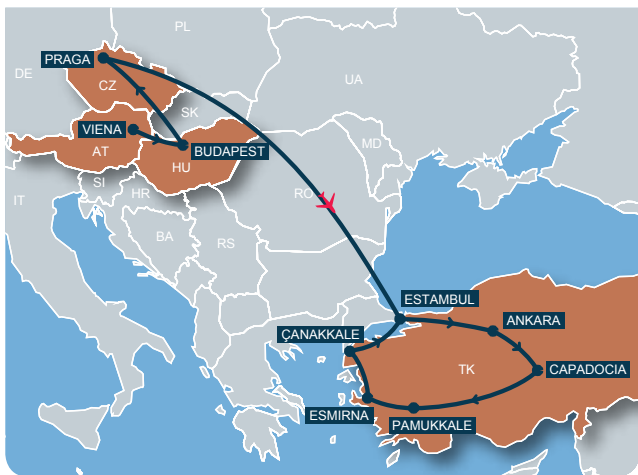 PL
DE
PRAGA
UA
CZ
SK
VIENA
MD
AT
BUDAPEST
HU
SI
HR
RO
IT
BA
RS
ESTAMBUL
ANKARA
ÇANAKKALE
TK
CAPADOCIA
ESMIRNA
PAMUKKALE